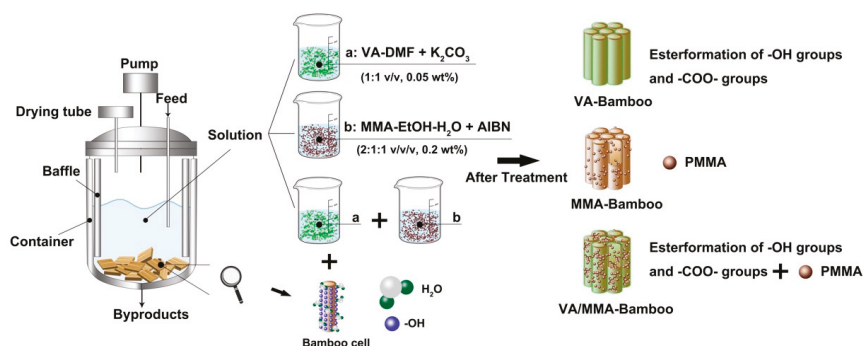 Pump
Drying tube
Feed
Solution
Baffle
Container
Byproducts
a: VA-DMF + K₂CO₃
(1:1 v/v, 0.05 wt%)
b: MMA-EtOH-H₂O + AIBN
(2:1:1 v/v/v, 0.2 wt%)
a
+
b
+
H₂O
-OH
Bamboo cell
After Treatment
Esterformation of -OH groups
and -COO- groups
VA-Bamboo
PMMA
MMA-Bamboo
Esterformation of -OH groups
and -COO- groups + PMMA
VA/MMA-Bamboo